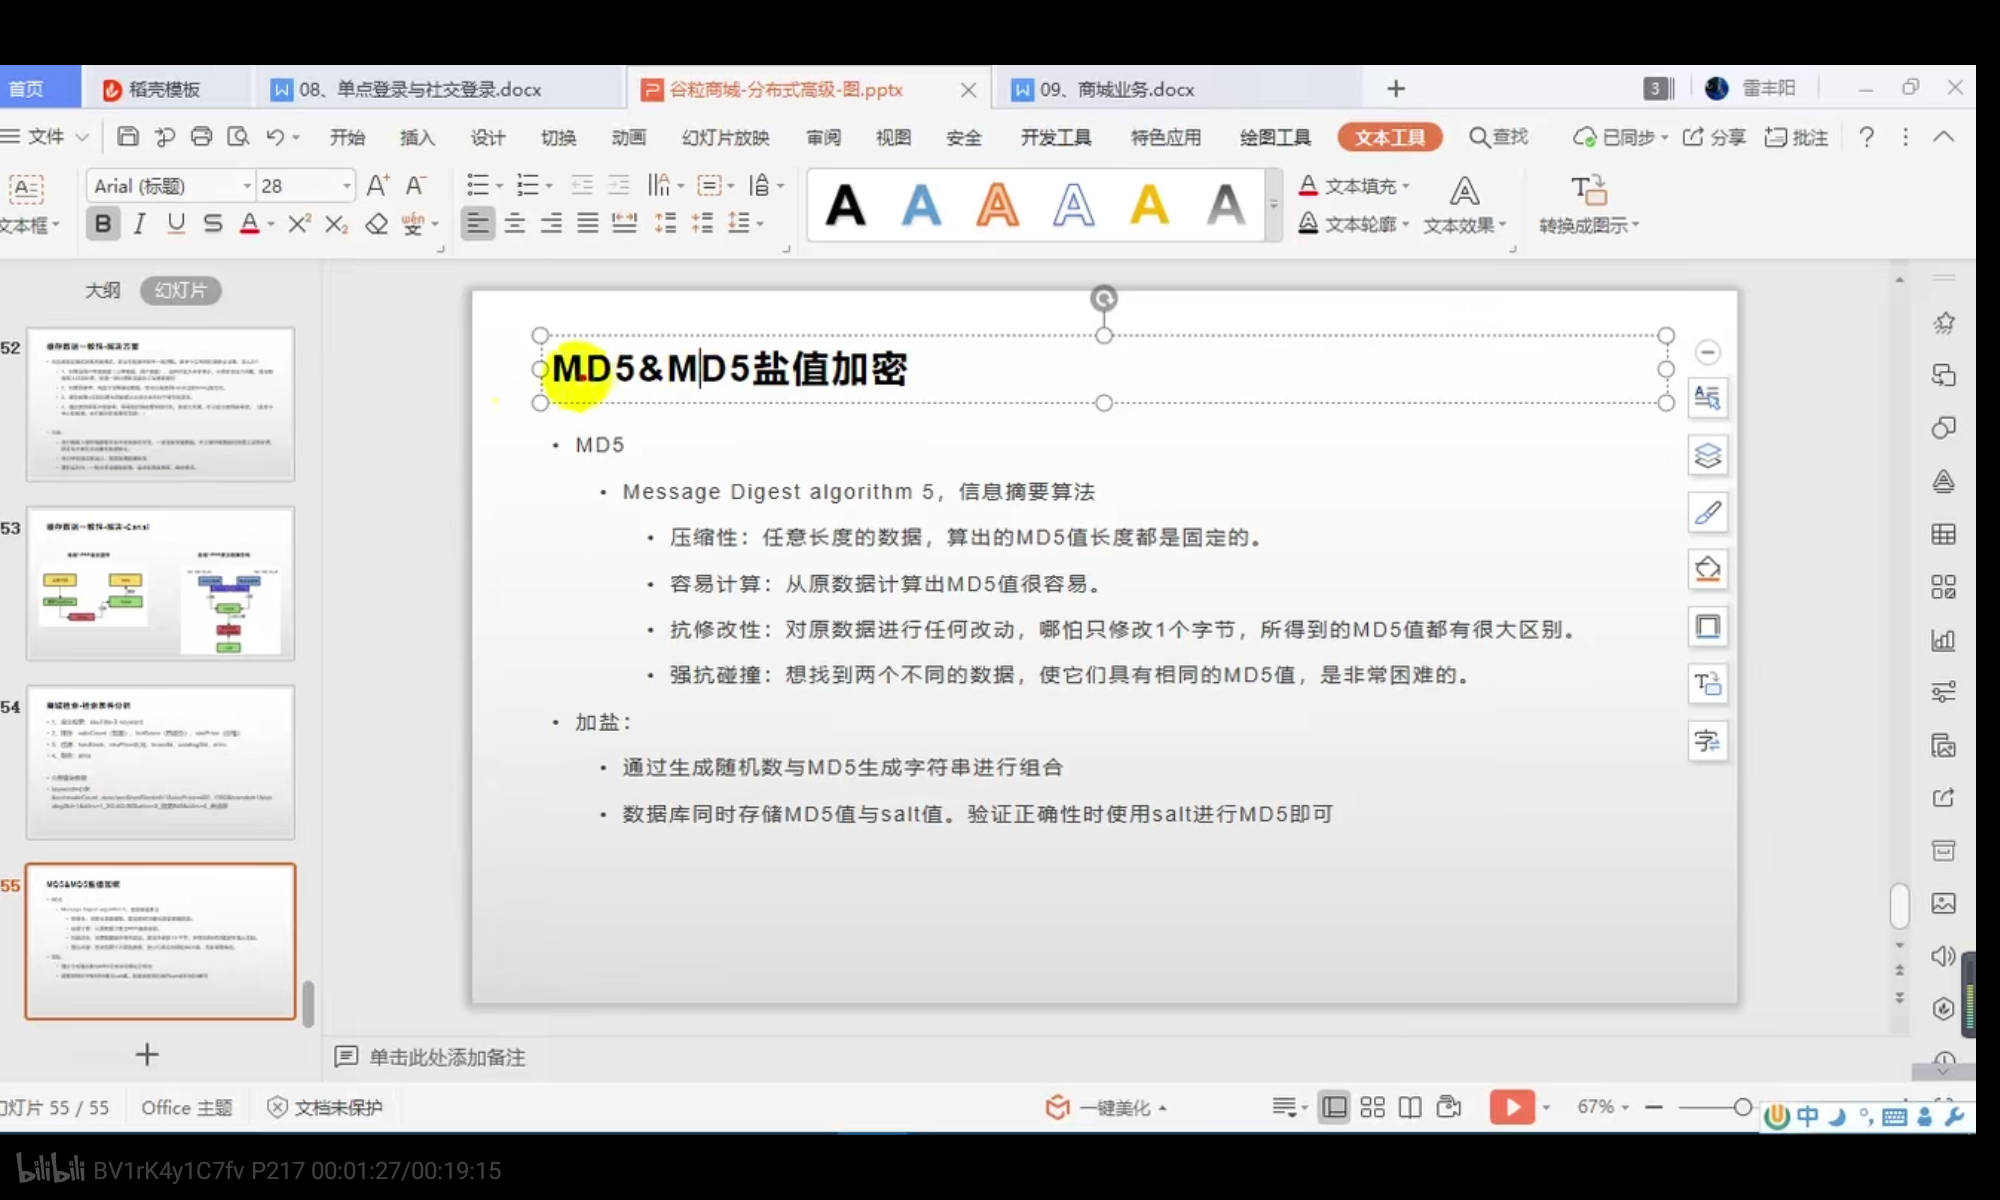 首页
稻壳模板
08、单点登录与社交登录.docx
谷粒商城-分布式高级-图.pptx
09、商城业务.docx
3
雷丰阳
文件
开始
插入
设计
切换
动画
幻灯片放映
审阅
视图
安全
开发工具
特色应用
绘图工具
文本工具
查找
已同步
分享
批注
Arial (标题)
28
文本填充
文本框
文本轮廓
文本效果
转换成图示
大纲
幻灯片
52
53
54
55
MD5&MD5盐值加密
• MD5
• Message Digest algorithm 5，信息摘要算法
• 压缩性：任意长度的数据，算出的MD5值长度都是固定的。
• 容易计算：从原数据计算出MD5值很容易。
• 抗修改性：对原数据进行任何改动，哪怕只修改1个字节，所得到的MD5值都有很大区别。
• 强抗碰撞：想找到两个不同的数据，使它们具有相同的MD5值，是非常困难的。
• 加盐：
• 通过生成随机数与MD5生成字符串进行组合
• 数据库同时存储MD5值与salt值。验证正确性时使用salt进行MD5即可
单击此处添加备注
幻灯片 55 / 55
Office 主题
文档未保护
一键美化
67%
中
bilibili BV1rK4y1C7fv P217 00:01:27/00:19:15